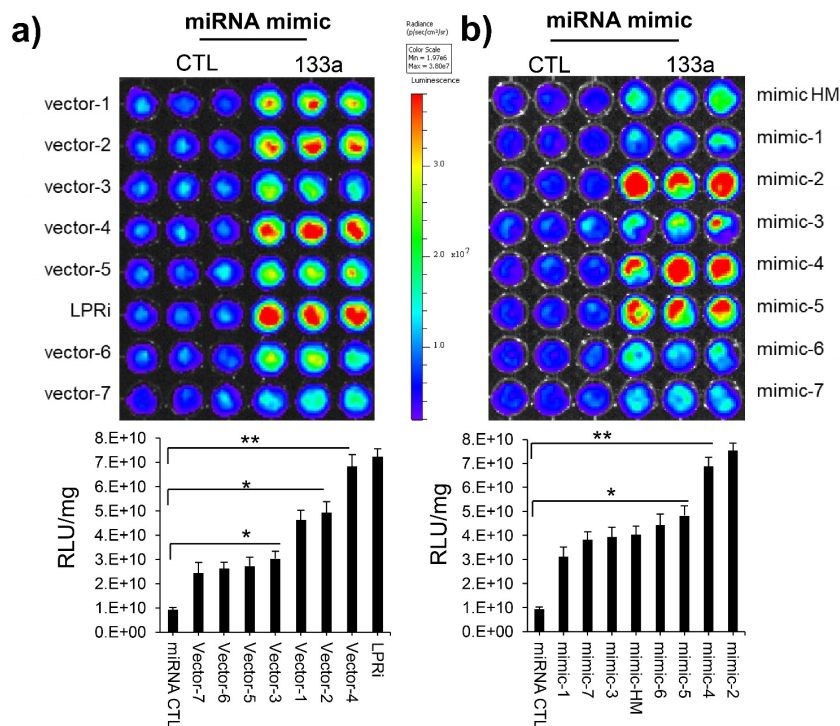 a)
miRNA mimic
CTL 133a
vector-1
vector-2
vector-3
vector-4
vector-5
LPRi
vector-6
vector-7
Radiance
(p/sec/cm²/sr)
Color Scale
Min = 1.97e6
Max = 3.80e7
Luminescence
3.0
2.0
x10⁷
1.0
b)
miRNA mimic
CTL 133a
mimic HM
mimic-1
mimic-2
mimic-3
mimic-4
mimic-5
mimic-6
mimic-7
RLU/mg
8.E+10
7.E+10
6.E+10
5.E+10
4.E+10
3.E+10
2.E+10
1.E+10
0.E+00
**
*
*
miRNA CTL
Vector-7
Vector-6
Vector-5
Vector-3
Vector-1
Vector-2
Vector-4
LPRi
RLU/mg
8.E+10
7.E+10
6.E+10
5.E+10
4.E+10
3.E+10
2.E+10
1.E+10
0.E+00
**
*
miRNA CTL
mimic-1
mimic-7
mimic-3
mimic-HM
mimic-6
mimic-5
mimic-4
mimic-2